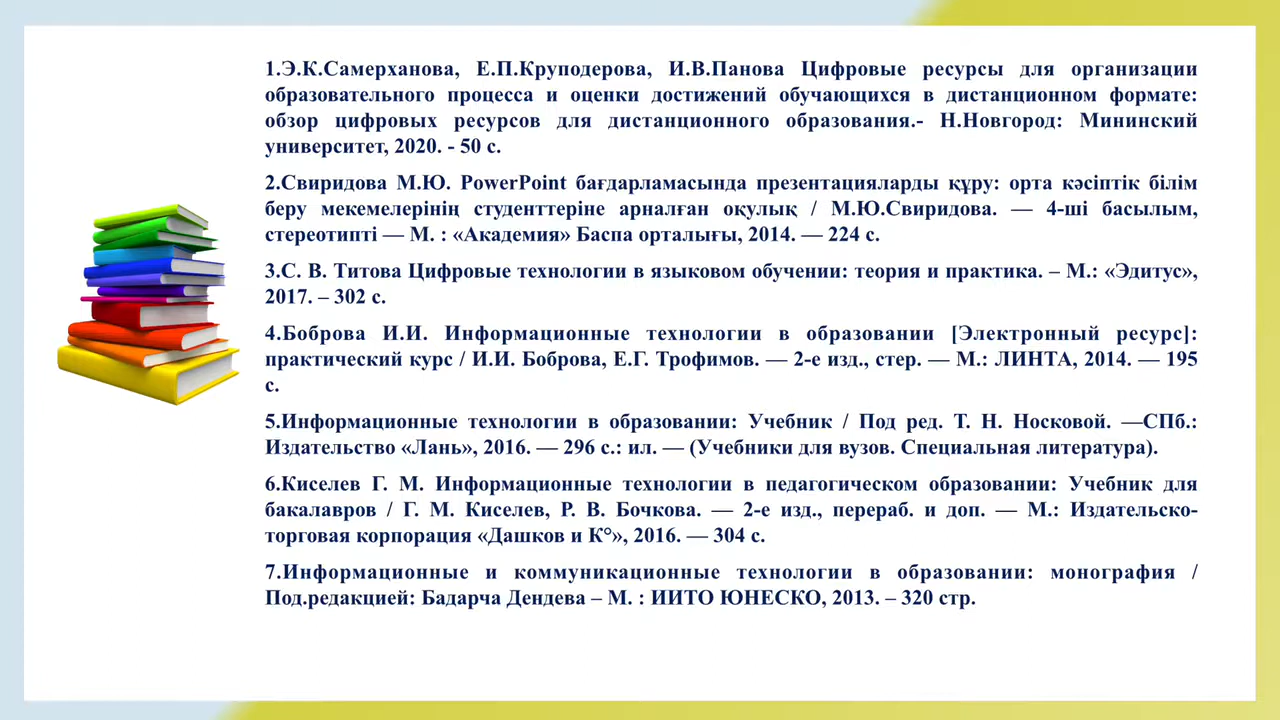 1.Э.К.Самерханова, Е.П.Круподерова, И.В.Панова Цифровые ресурсы для организации
образовательного процесса и оценки достижений обучающихся в дистанционном формате:
обзор цифровых ресурсов для дистанционного образования.- Н.Новгород: Мининский
университет, 2020. - 50 с.
2.Свиридова М.Ю. PowerPoint бағдарламасында презентацияларды құру: орта кәсіптік білім
беру мекемелерінің студенттеріне арналған оқулық / М.Ю.Свиридова. — 4-ші басылым,
стереотипті — М. : «Академия» Баспа орталығы, 2014. — 224 с.
3.С. В. Титова Цифровые технологии в языковом обучении: теория и практика. – М.: «Эдитус»,
2017. – 302 с.
4.Боброва И.И. Информационные технологии в образовании [Электронный ресурс]:
практический курс / И.И. Боброва, Е.Г. Трофимов. — 2-е изд., стер. — М.: ЛИНТА, 2014. — 195
с.
5.Информационные технологии в образовании: Учебник / Под ред. Т. Н. Носковой. —СПб.:
Издательство «Лань», 2016. — 296 с.: ил. — (Учебники для вузов. Специальная литература).
6.Киселев Г. М. Информационные технологии в педагогическом образовании: Учебник для
бакалавров / Г. М. Киселев, Р. В. Бочкова. — 2-е изд., перераб. и доп. — М.: Издательско-
торговая корпорация «Дашков и К°», 2016. — 304 с.
7.Информационные и коммуникационные технологии в образовании: монография /
Под.редакцией: Бадарча Дендева – М. : ИИТО ЮНЕСКО, 2013. – 320 стр.